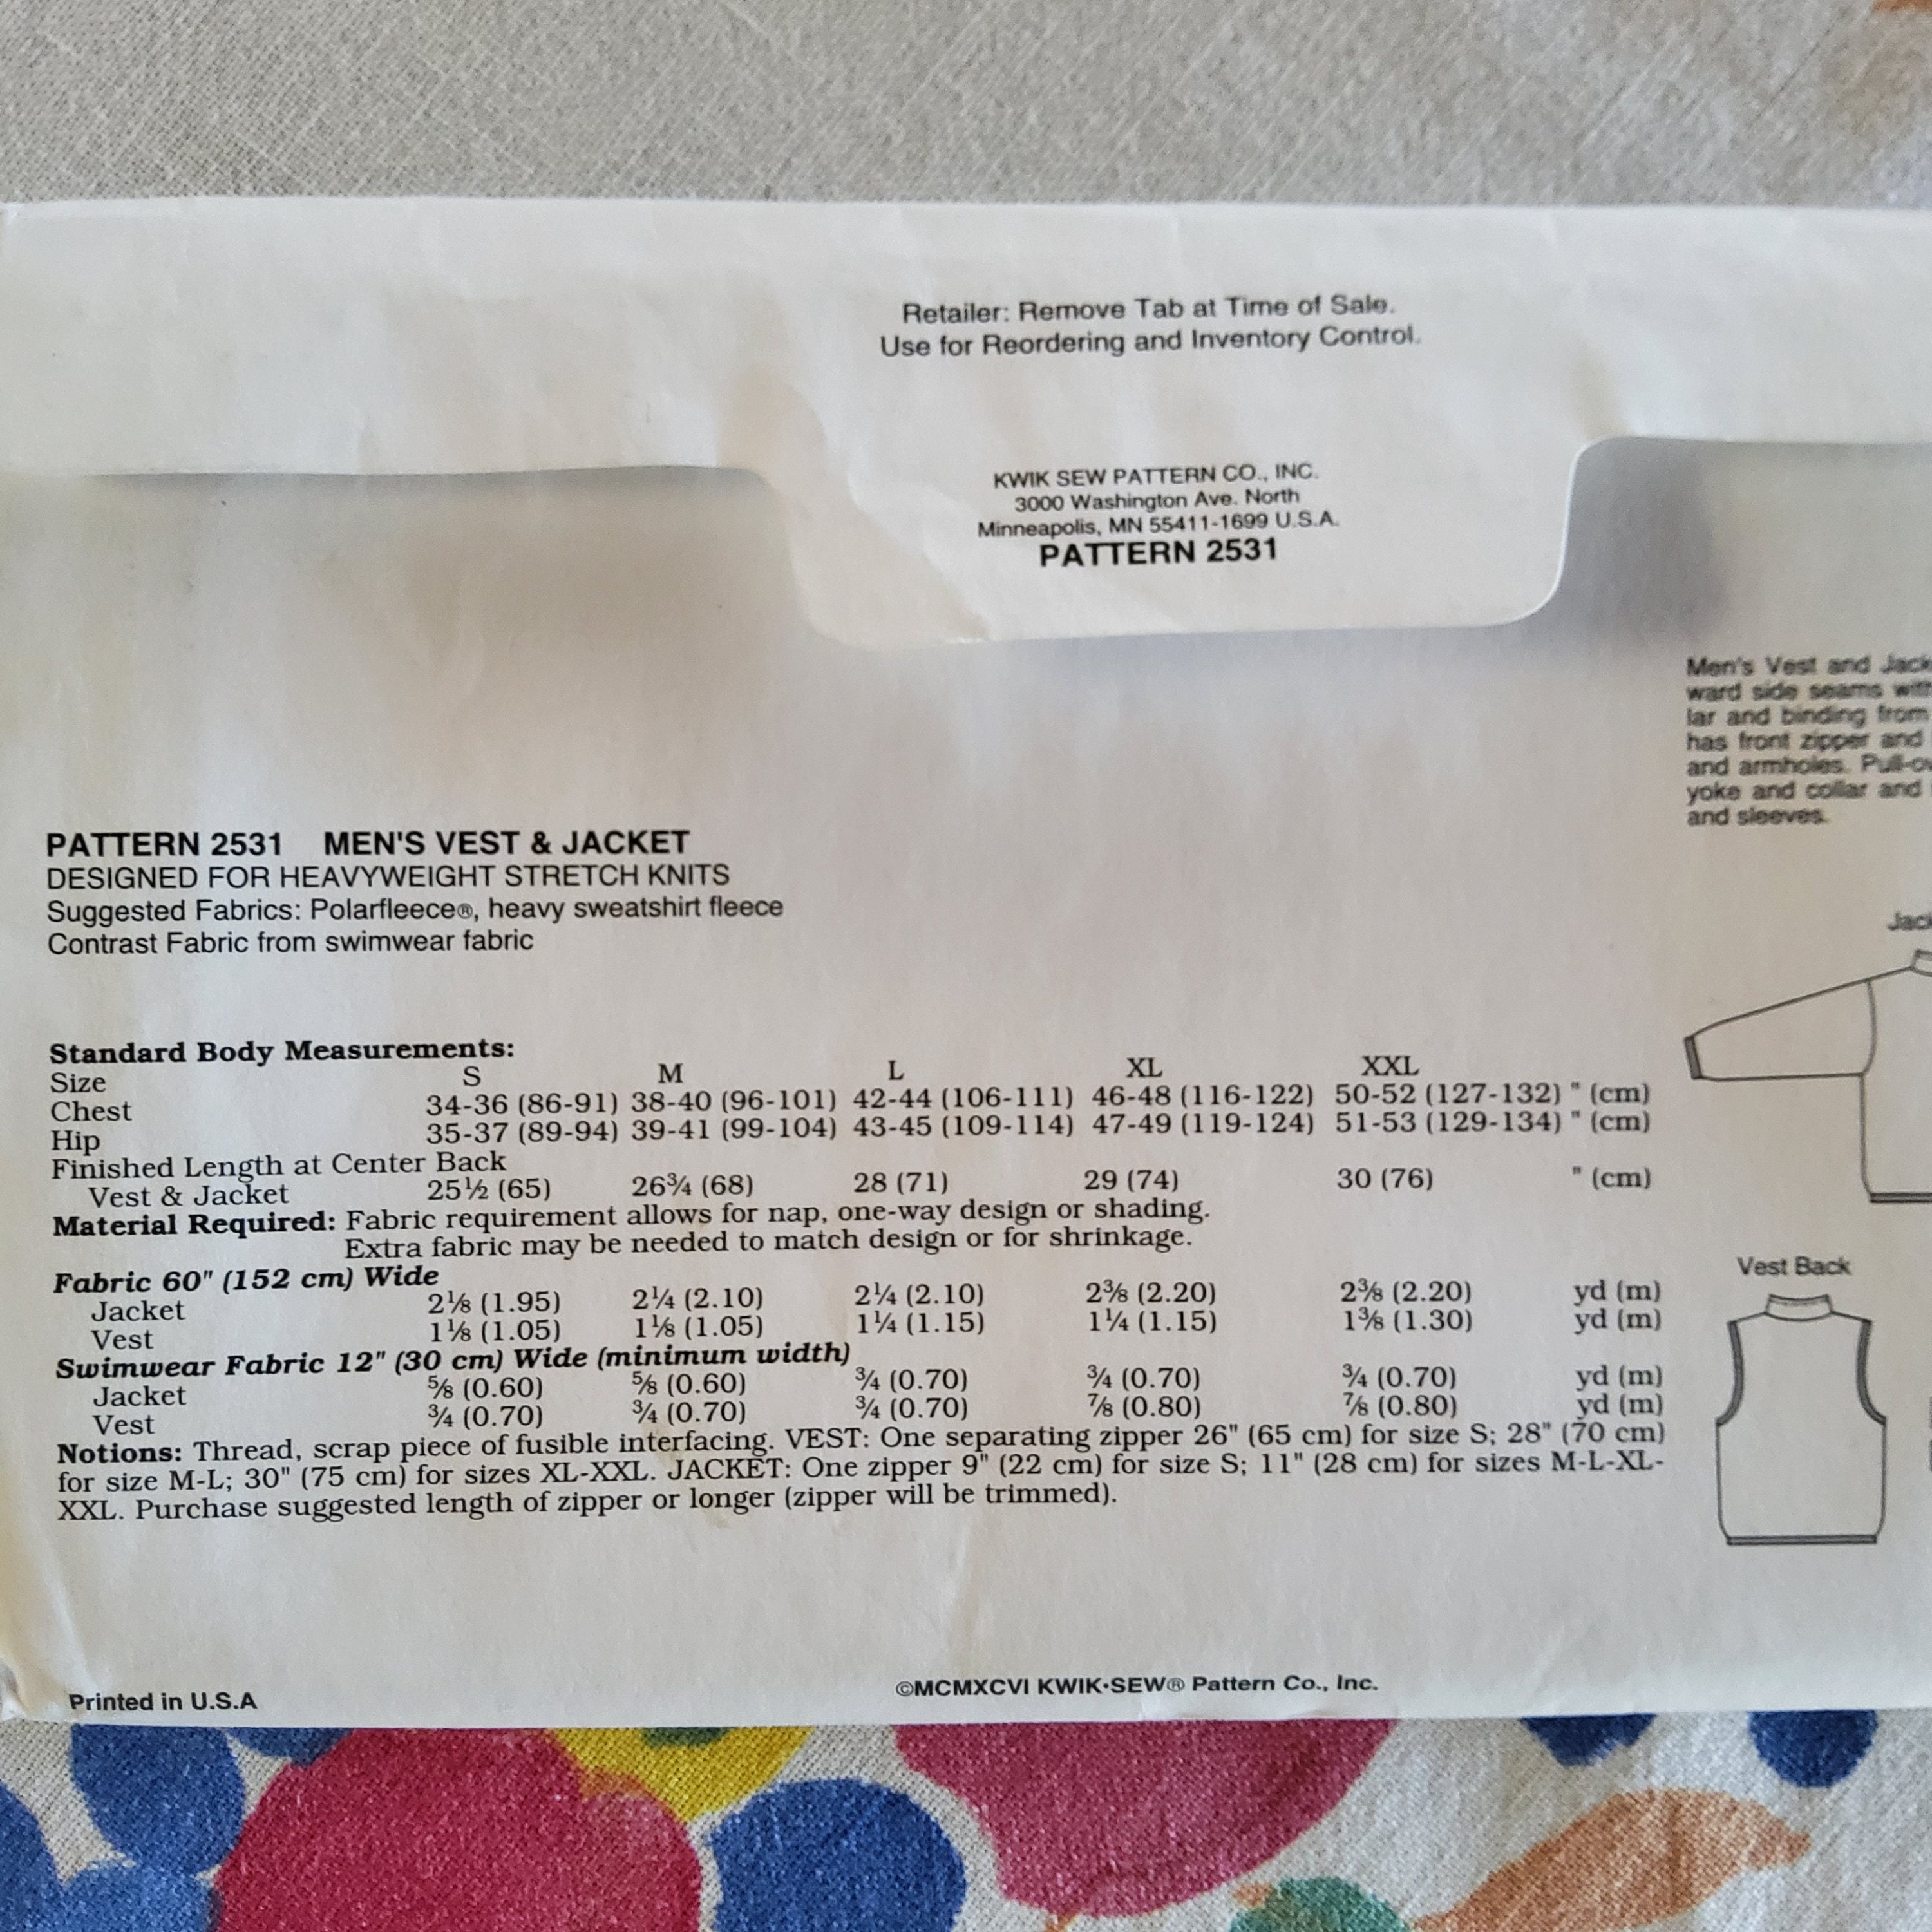 Retailer: Remove Tab at Time of Sale.
Use for Reordering and Inventory Control.
KWIK SEW PATTERN CO., INC.
3000 Washington Ave. North
Minneapolis, MN 55411-1699 U.S.A.
PATTERN 2531
Men's Vest and Jack
ward side seams with
lar and binding from
has front zipper and
and armholes. Pull-ov
yoke and collar and
and sleeves.
PATTERN 2531 MEN'S VEST & JACKET
DESIGNED FOR HEAVYWEIGHT STRETCH KNITS
Suggested Fabrics: Polarfleece®, heavy sweatshirt fleece
Contrast Fabric from swimwear fabric
Jack
Standard Body Measurements:
Size S M L XL XXL
Chest 34-36 (86-91) 38-40 (96-101) 42-44 (106-111) 46-48 (116-122) 50-52 (127-132) " (cm)
Hip 35-37 (89-94) 39-41 (99-104) 43-45 (109-114) 47-49 (119-124) 51-53 (129-134) " (cm)
Finished Length at Center Back
Vest & Jacket 25½ (65) 26¾ (68) 28 (71) 29 (74) 30 (76) " (cm)
Material Required: Fabric requirement allows for nap, one-way design or shading.
Extra fabric may be needed to match design or for shrinkage.
Fabric 60" (152 cm) Wide
Jacket 2⅛ (1.95) 2¼ (2.10) 2¼ (2.10) 2⅜ (2.20) 2⅜ (2.20) yd (m)
Vest 1⅛ (1.05) 1⅛ (1.05) 1¼ (1.15) 1¼ (1.15) 1⅜ (1.30) yd (m)
Swimwear Fabric 12" (30 cm) Wide (minimum width)
Jacket ⅝ (0.60) ⅝ (0.60) ¾ (0.70) ¾ (0.70) ¾ (0.70) yd (m)
Vest ¾ (0.70) ¾ (0.70) ¾ (0.70) ⅞ (0.80) ⅞ (0.80) yd (m)
Notions: Thread, scrap piece of fusible interfacing. VEST: One separating zipper 26" (65 cm) for size S; 28" (70 cm)
for size M-L; 30" (75 cm) for sizes XL-XXL. JACKET: One zipper 9" (22 cm) for size S; 11" (28 cm) for sizes M-L-XL-
XXL. Purchase suggested length of zipper or longer (zipper will be trimmed).
Vest Back
Printed in U.S.A
©MCMXCVI KWIK•SEW® Pattern Co., Inc.